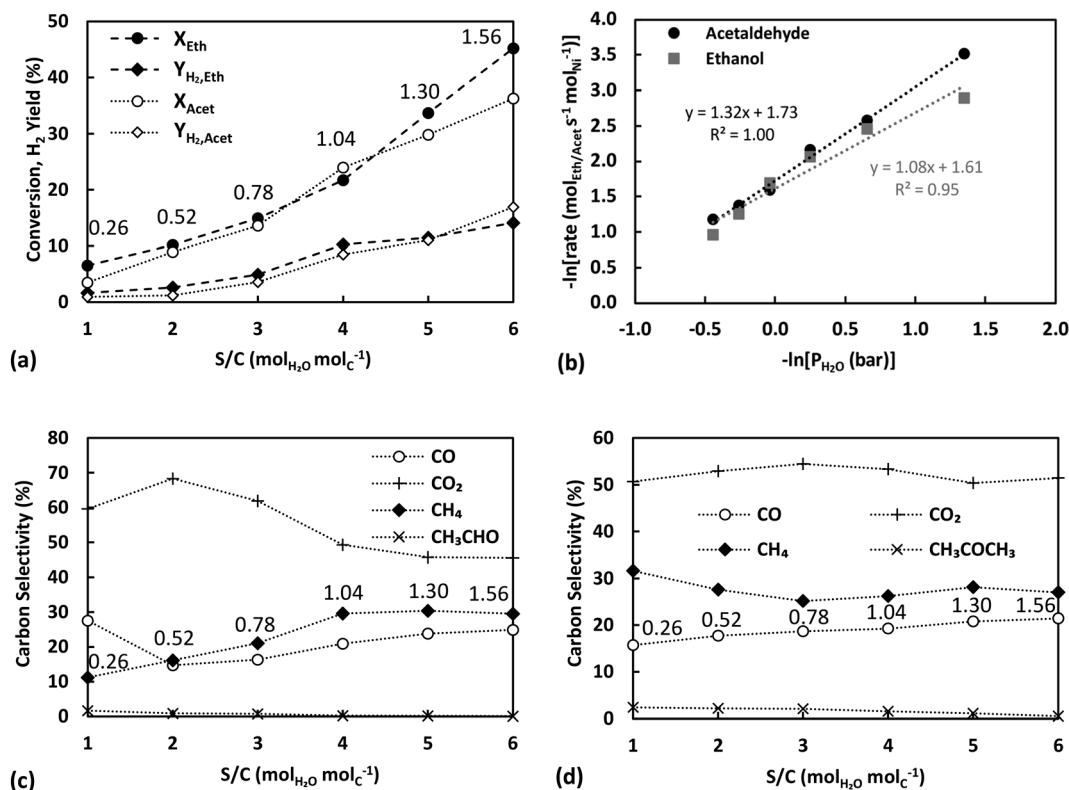 Conversion, H₂ Yield (%)
50
40
30
20
10
0
X_Eth
Y_H₂,Eth
X_Acet
Y_H₂,Acet
0.26
0.52
0.78
1.04
1.30
1.56
1 2 3 4 5 6
S/C (mol_H₂O mol_C⁻¹)
(a)
-ln[rate (mol_Eth/Acet s⁻¹ mol_Ni⁻¹)]
4.0
3.5
3.0
2.5
2.0
1.5
1.0
0.5
0.0
Acetaldehyde
Ethanol
y = 1.32x + 1.73
R² = 1.00
y = 1.08x + 1.61
R² = 0.95
-1.0 -0.5 0.0 0.5 1.0 1.5 2.0
-ln[P_H₂O (bar)]
(b)
Carbon Selectivity (%)
80
70
60
50
40
30
20
10
0
CO
CO₂
CH₄
CH₃CHO
0.26
0.52
0.78
1.04
1.30
1.56
1 2 3 4 5 6
S/C (mol_H₂O mol_C⁻¹)
(c)
Carbon Selectivity (%)
60
50
40
30
20
10
0
CO
CO₂
CH₄
CH₃COCH₃
0.26
0.52
0.78
1.04
1.30
1.56
1 2 3 4 5 6
S/C (mol_H₂O mol_C⁻¹)
(d)